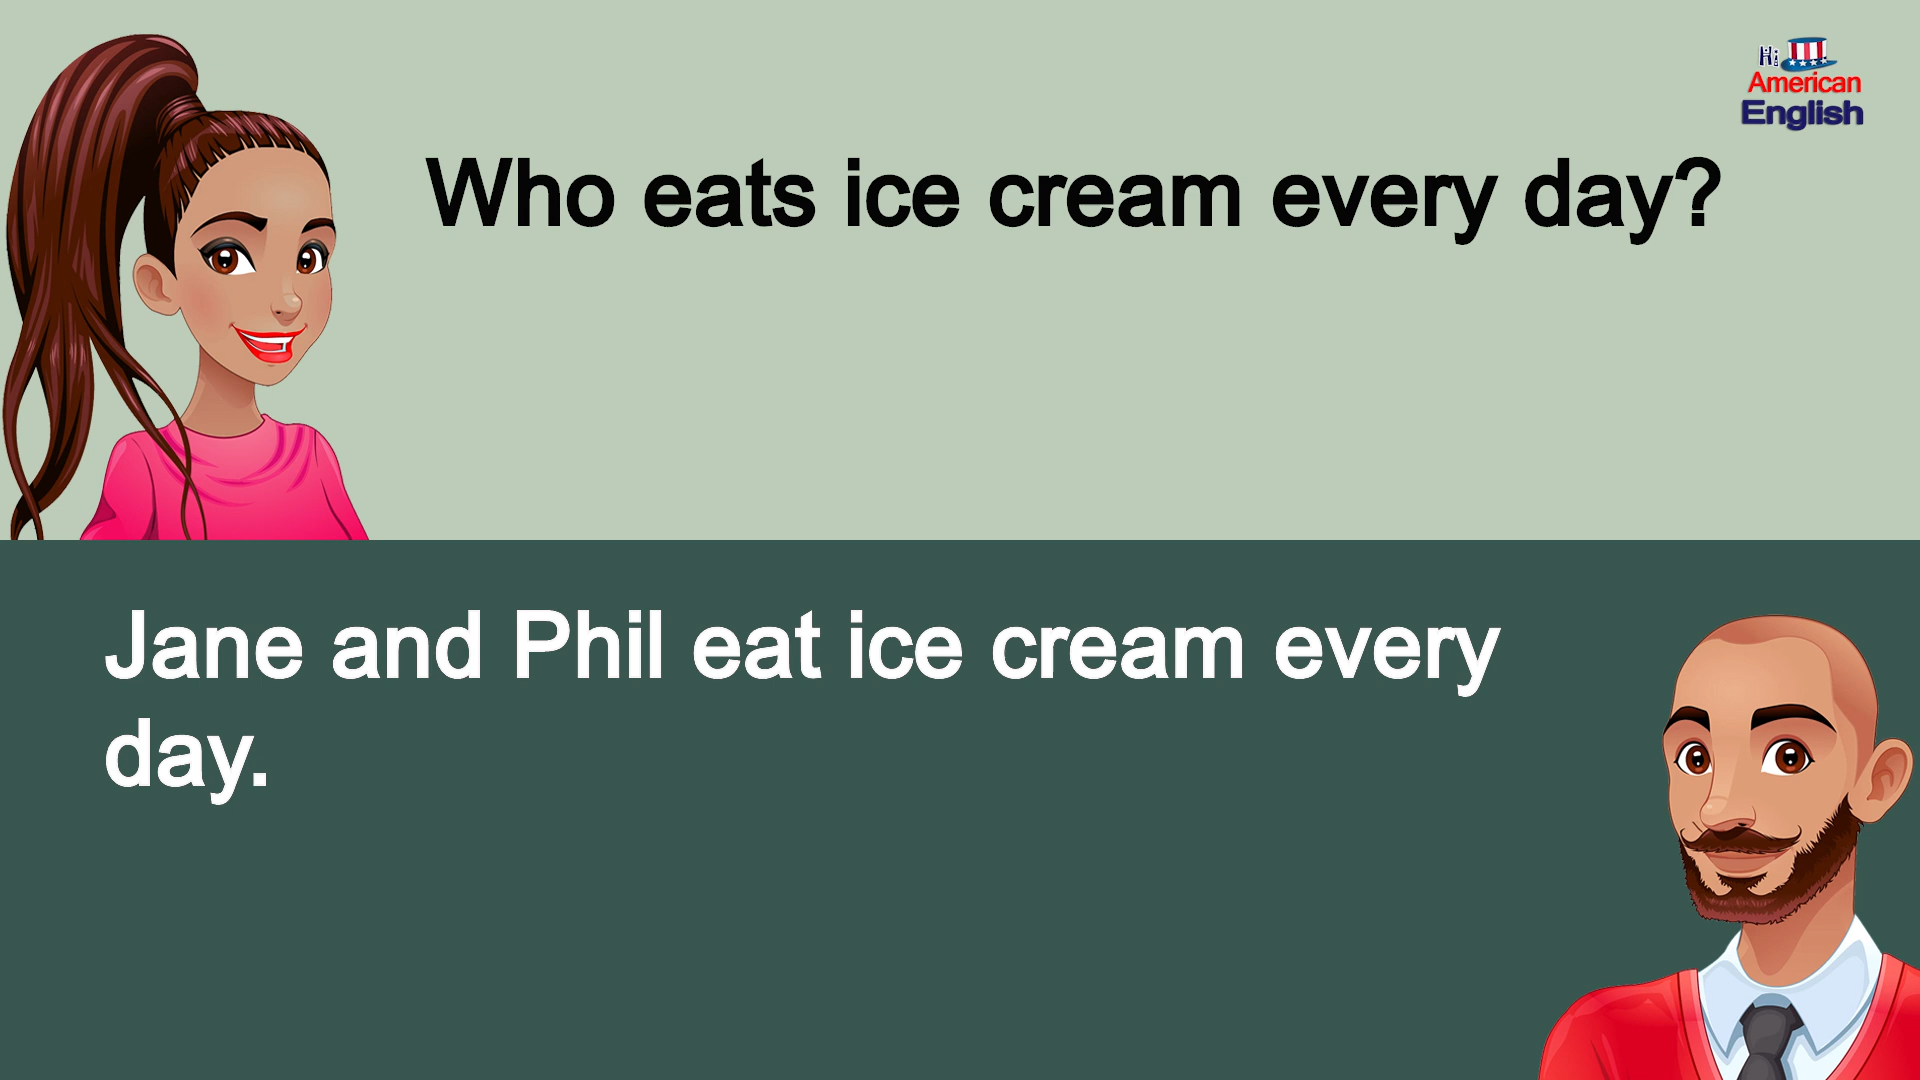 Hi
American
English
Who eats ice cream every day?
Jane and Phil eat ice cream every
day.